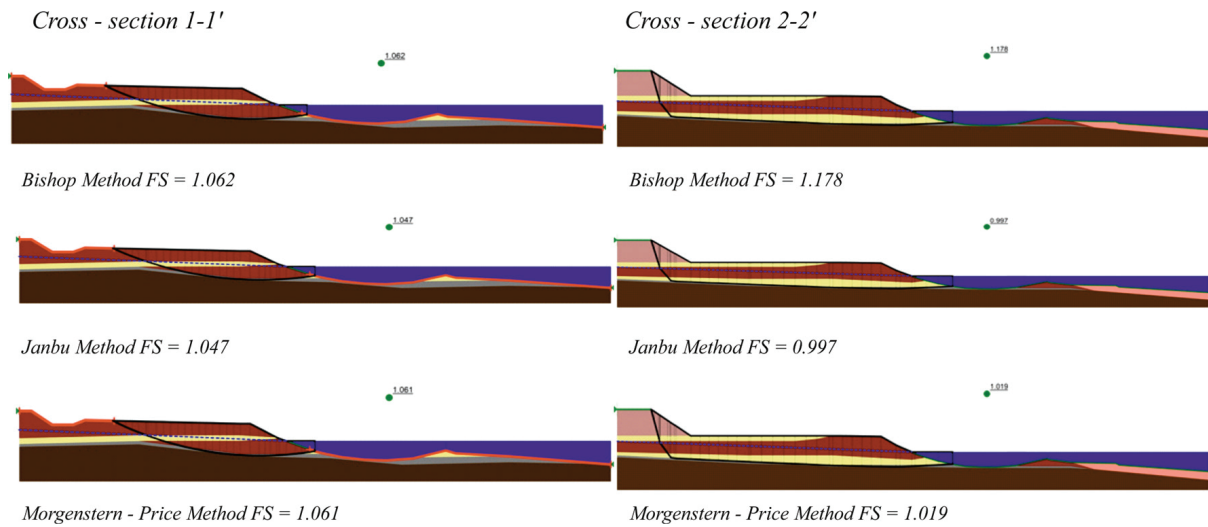 Cross - section 1-1'
1.062
Bishop Method FS = 1.062
1.047
Janbu Method FS = 1.047
1.061
Morgenstern - Price Method FS = 1.061
Cross - section 2-2'
1.178
Bishop Method FS = 1.178
0.997
Janbu Method FS = 0.997
1.019
Morgenstern - Price Method FS = 1.019